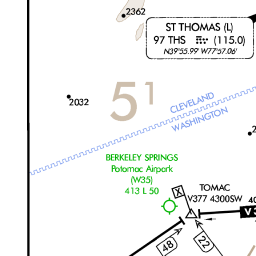 2362
ST THOMAS (L)
97 THS (115.0)
N39°55.99 W77°57.06'
2032
51
CLEVELAND
WASHINGTON
BERKELEY SPRINGS
Potomac Airpark
(W35)
413 L 50
X
TOMAC
V377 4300SW
48
22